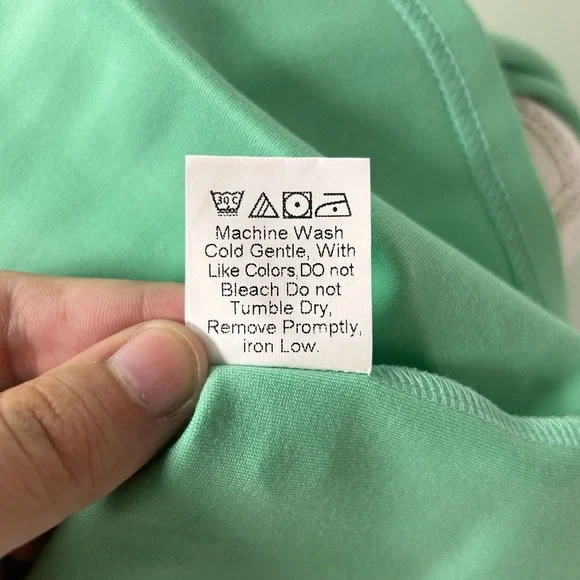 30 C
Machine Wash
Cold Gentle, With
Like Colors,DO not
Bleach Do not
Tumble Dry,
Remove Promptly,
iron Low.